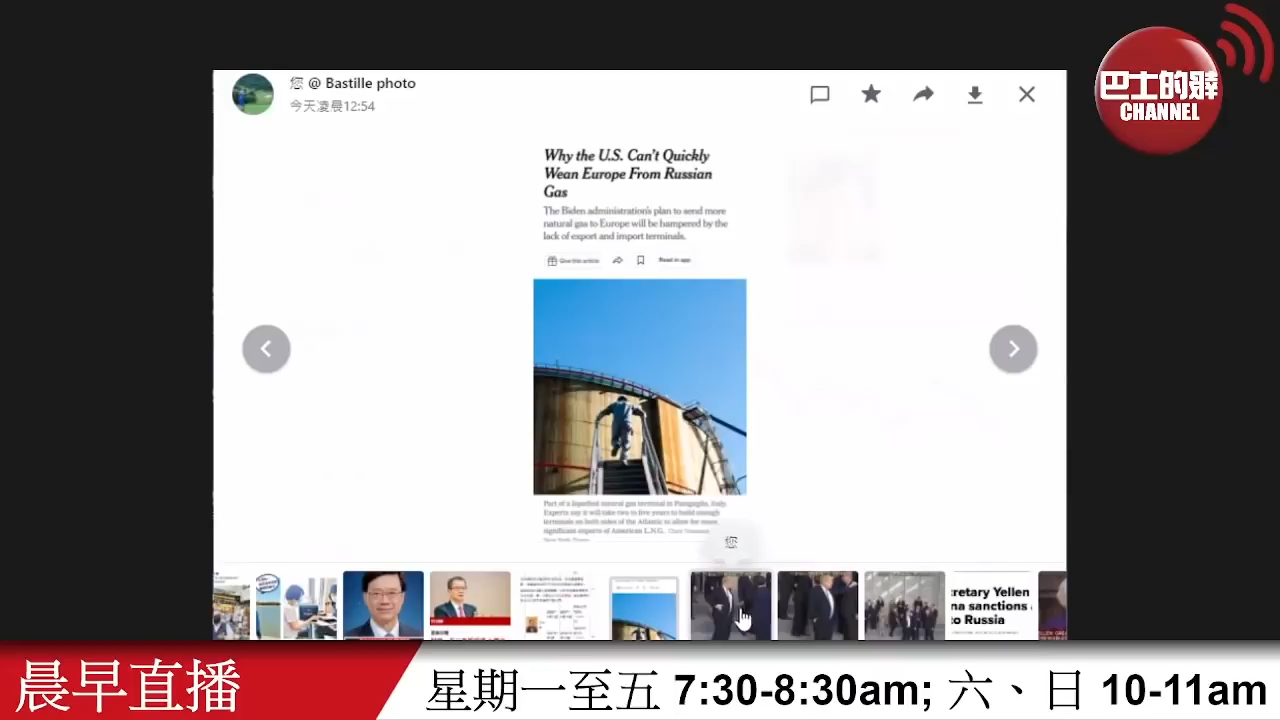 您 @ Bastille photo
今天凌晨12:54
巴士的報
CHANNEL
Why the U.S. Can't Quickly
Wean Europe From Russian
Gas
The Biden administration's plan to send more
natural gas to Europe will be hampered by the
lack of export and import terminals.
Give this article
Read in app
Part of a liquefied natural gas terminal in Panigaglia, Italy.
Experts say it will take two to five years to build enough
terminals on both sides of the Atlantic to allow for more
significant exports of American L.N.G.
您
cretary Yellen
na sanctions
to Russia
晨早直播
星期一至五 7:30-8:30am; 六、日 10-11am